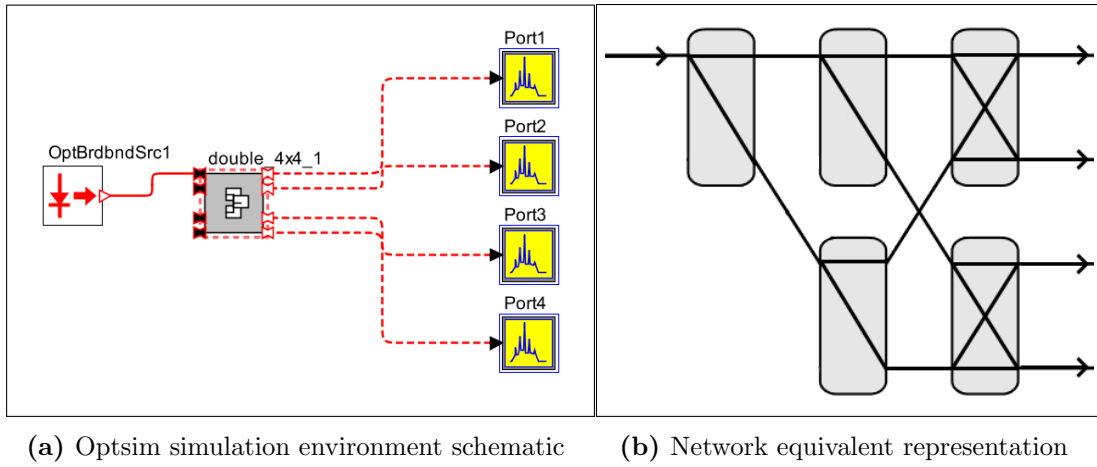 Port1
Port2
OptBrdbndSrc1
double_4x4_1
Port3
Port4
(a) Optsim simulation environment schematic
(b) Network equivalent representation